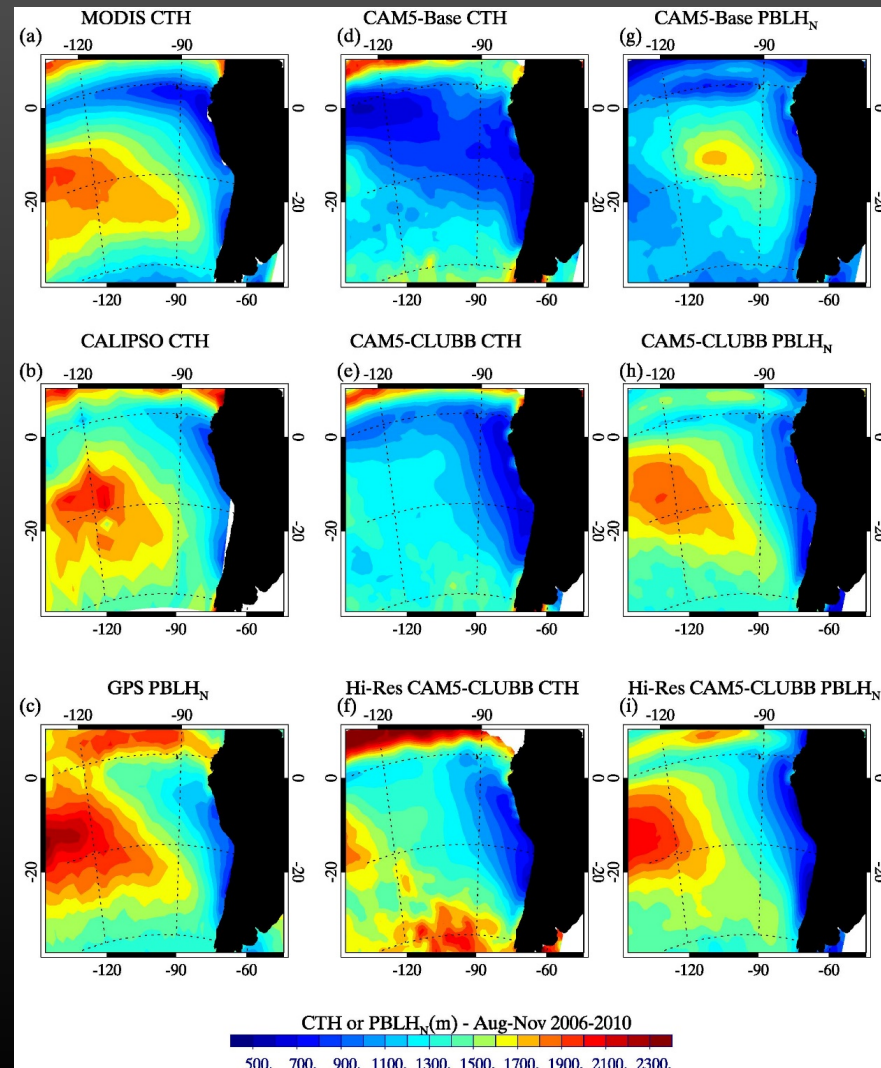 MODIS CTH
(a)
-120 -90
0
-20
-120 -90 -60
CAM5-Base CTH
(d)
-120 -90
0
-20
-120 -90 -60
CAM5-Base PBLH_N
(g)
-120 -90
0
-20
-120 -90 -60
CALIPSO CTH
(b)
-120 -90
0
-20
-120 -90 -60
CAM5-CLUBB CTH
(e)
-120 -90
0
-20
-120 -90 -60
CAM5-CLUBB PBLH_N
(h)
-120 -90
0
-20
-120 -90 -60
GPS PBLH_N
(c)
-120 -90
0
-20
-120 -90 -60
Hi-Res CAM5-CLUBB CTH
(f)
-120 -90
0
-20
-120 -90 -60
Hi-Res CAM5-CLUBB PBLH_N
(i)
-120 -90
0
-20
-120 -90 -60
CTH or PBLH_N(m) - Aug-Nov 2006-2010
500. 700. 900. 1100. 1300. 1500. 1700. 1900. 2100. 2300.